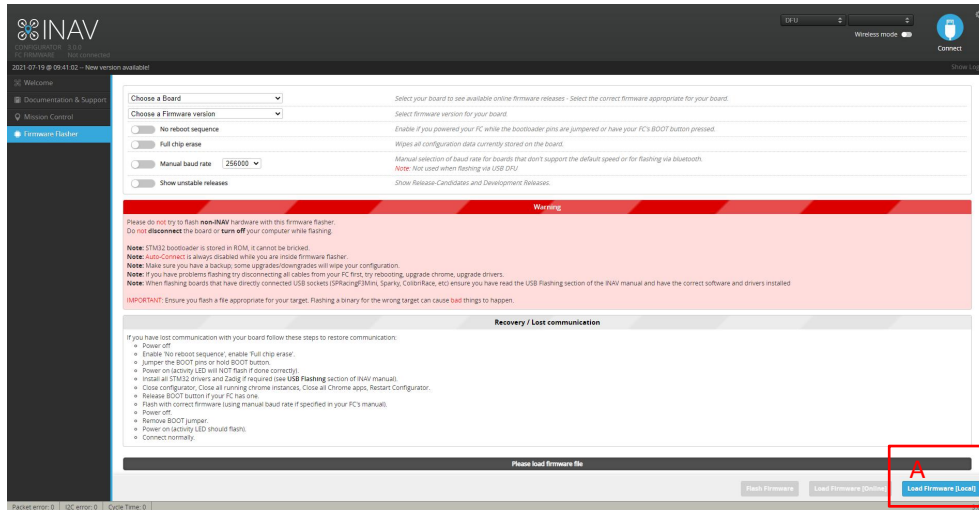 INAV
CONFIGURATOR 3.0.0
FC FIRMWARE Not connected
DFU
Wireless mode
Connect
2021-07-19 @ 09:41:02 -- New version available!
Show Log
Welcome
Documentation & Support
Mission Control
Firmware Flasher
Choose a Board
Select your board to see available online firmware releases - Select the correct firmware appropriate for your board.
Choose a Firmware version
Select firmware version for your board.
No reboot sequence
Enable if you powered your FC while the bootloader pins are jumpered or have your FC's BOOT button pressed.
Full chip erase
Wipes all configuration data currently stored on the board.
Manual baud rate 256000
Manual selection of baud rate for boards that don't support the default speed or for flashing via bluetooth.
Note: Not used when flashing via USB DFU
Show unstable releases
Show Release-Candidates and Development Releases.
Warning
Please do not try to flash non-INAV hardware with this firmware flasher.
Do not disconnect the board or turn off your computer while flashing.
Note: STM32 bootloader is stored in ROM, it cannot be bricked.
Note: Auto-Connect is always disabled while you are inside firmware flasher.
Note: Make sure you have a backup; some upgrades/downgrades will wipe your configuration.
Note: If you have problems flashing try disconnecting all cables from your FC first, try rebooting, upgrade chrome, upgrade drivers.
Note: When flashing boards that have directly connected USB sockets (SPRacingF3Mini, Sparky, ColibriRace, etc) ensure you have read the USB Flashing section of the INAV manual and have the correct software and drivers installed
IMPORTANT: Ensure you flash a file appropriate for your target. Flashing a binary for the wrong target can cause bad things to happen.
Recovery / Lost communication
If you have lost communication with your board follow these steps to restore communication:
Power off
Enable 'No reboot sequence', enable 'Full chip erase'.
Jumper the BOOT pins or hold BOOT button.
Power on (activity LED will NOT flash if done correctly).
Install all STM32 drivers and Zadig if required (see USB Flashing section of INAV manual).
Close configurator, Close all running chrome instances, Close all Chrome apps, Restart Configurator.
Release BOOT button if your FC has one.
Flash with correct firmware (using manual baud rate if specified in your FC's manual).
Power off.
Remove BOOT jumper.
Power on (activity LED should flash).
Connect normally.
Please load firmware file
A
Flash Firmware
Load Firmware [Online]
Load Firmware [Local]
Packet error: 0 I2C error: 0 Cycle Time: 0